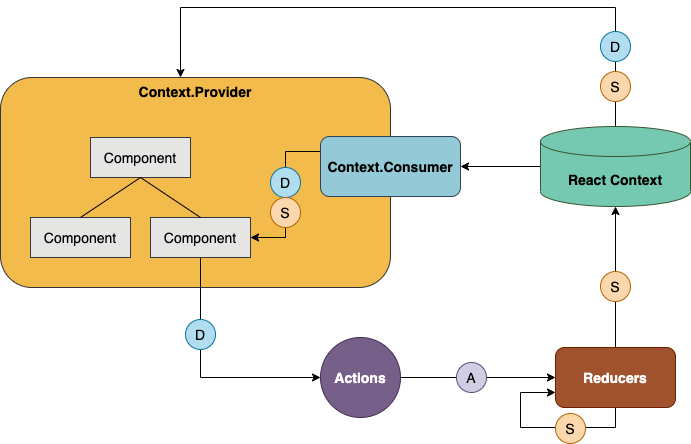 D
S
Context.Provider
Component
Context.Consumer
React Context
D
S
Component
Component
S
D
Actions
A
Reducers
S